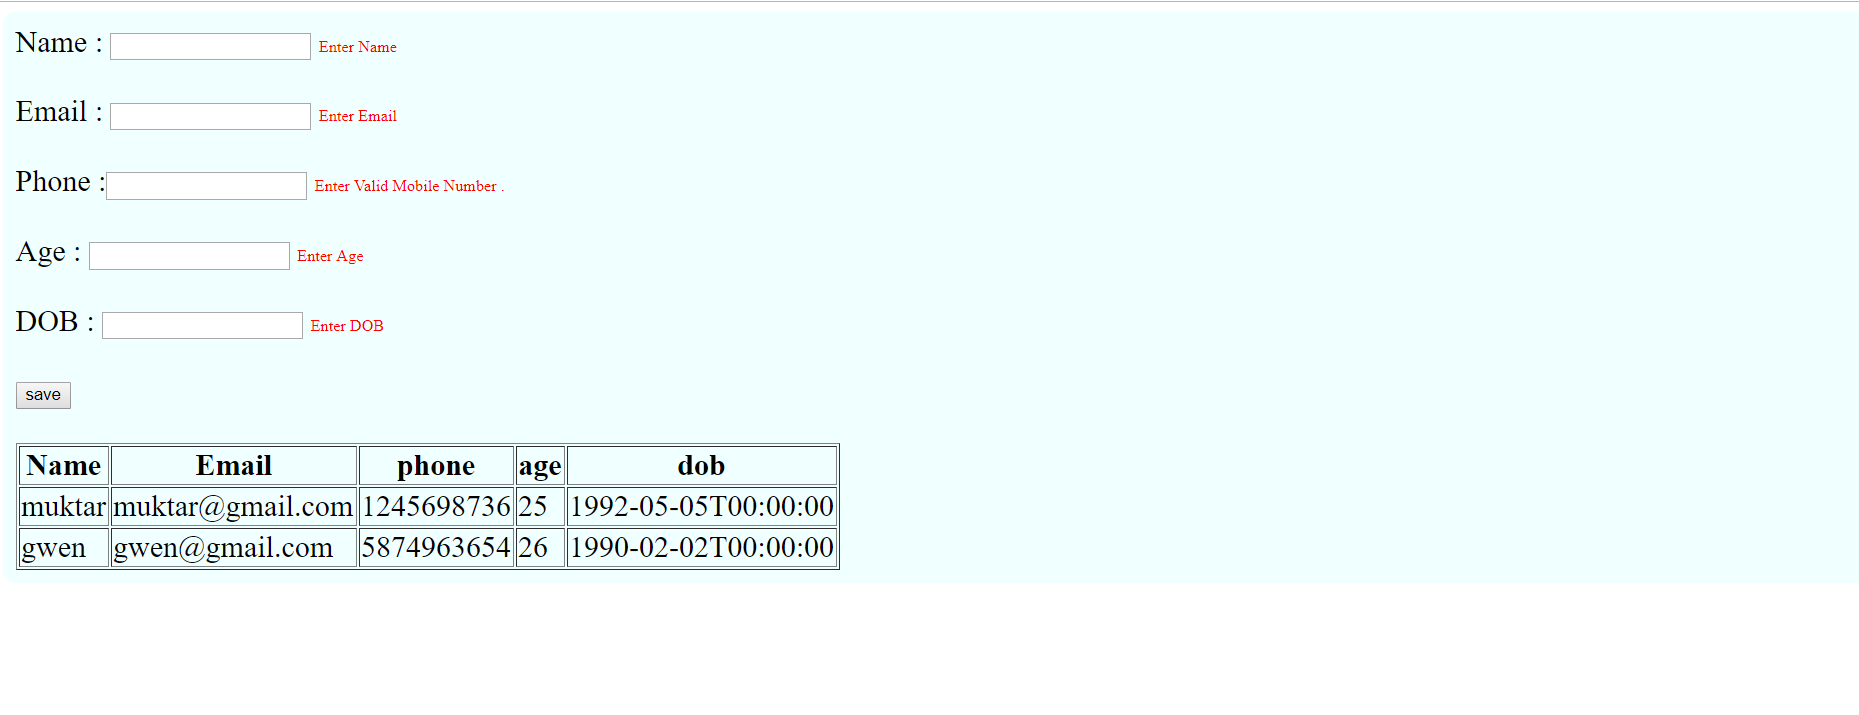 Name : Enter Name
Email : Enter Email
Phone : Enter Valid Mobile Number .
Age : Enter Age
DOB : Enter DOB
save
Name Email phone age dob
muktar muktar@gmail.com 1245698736 25 1992-05-05T00:00:00
gwen gwen@gmail.com 5874963654 26 1990-02-02T00:00:00